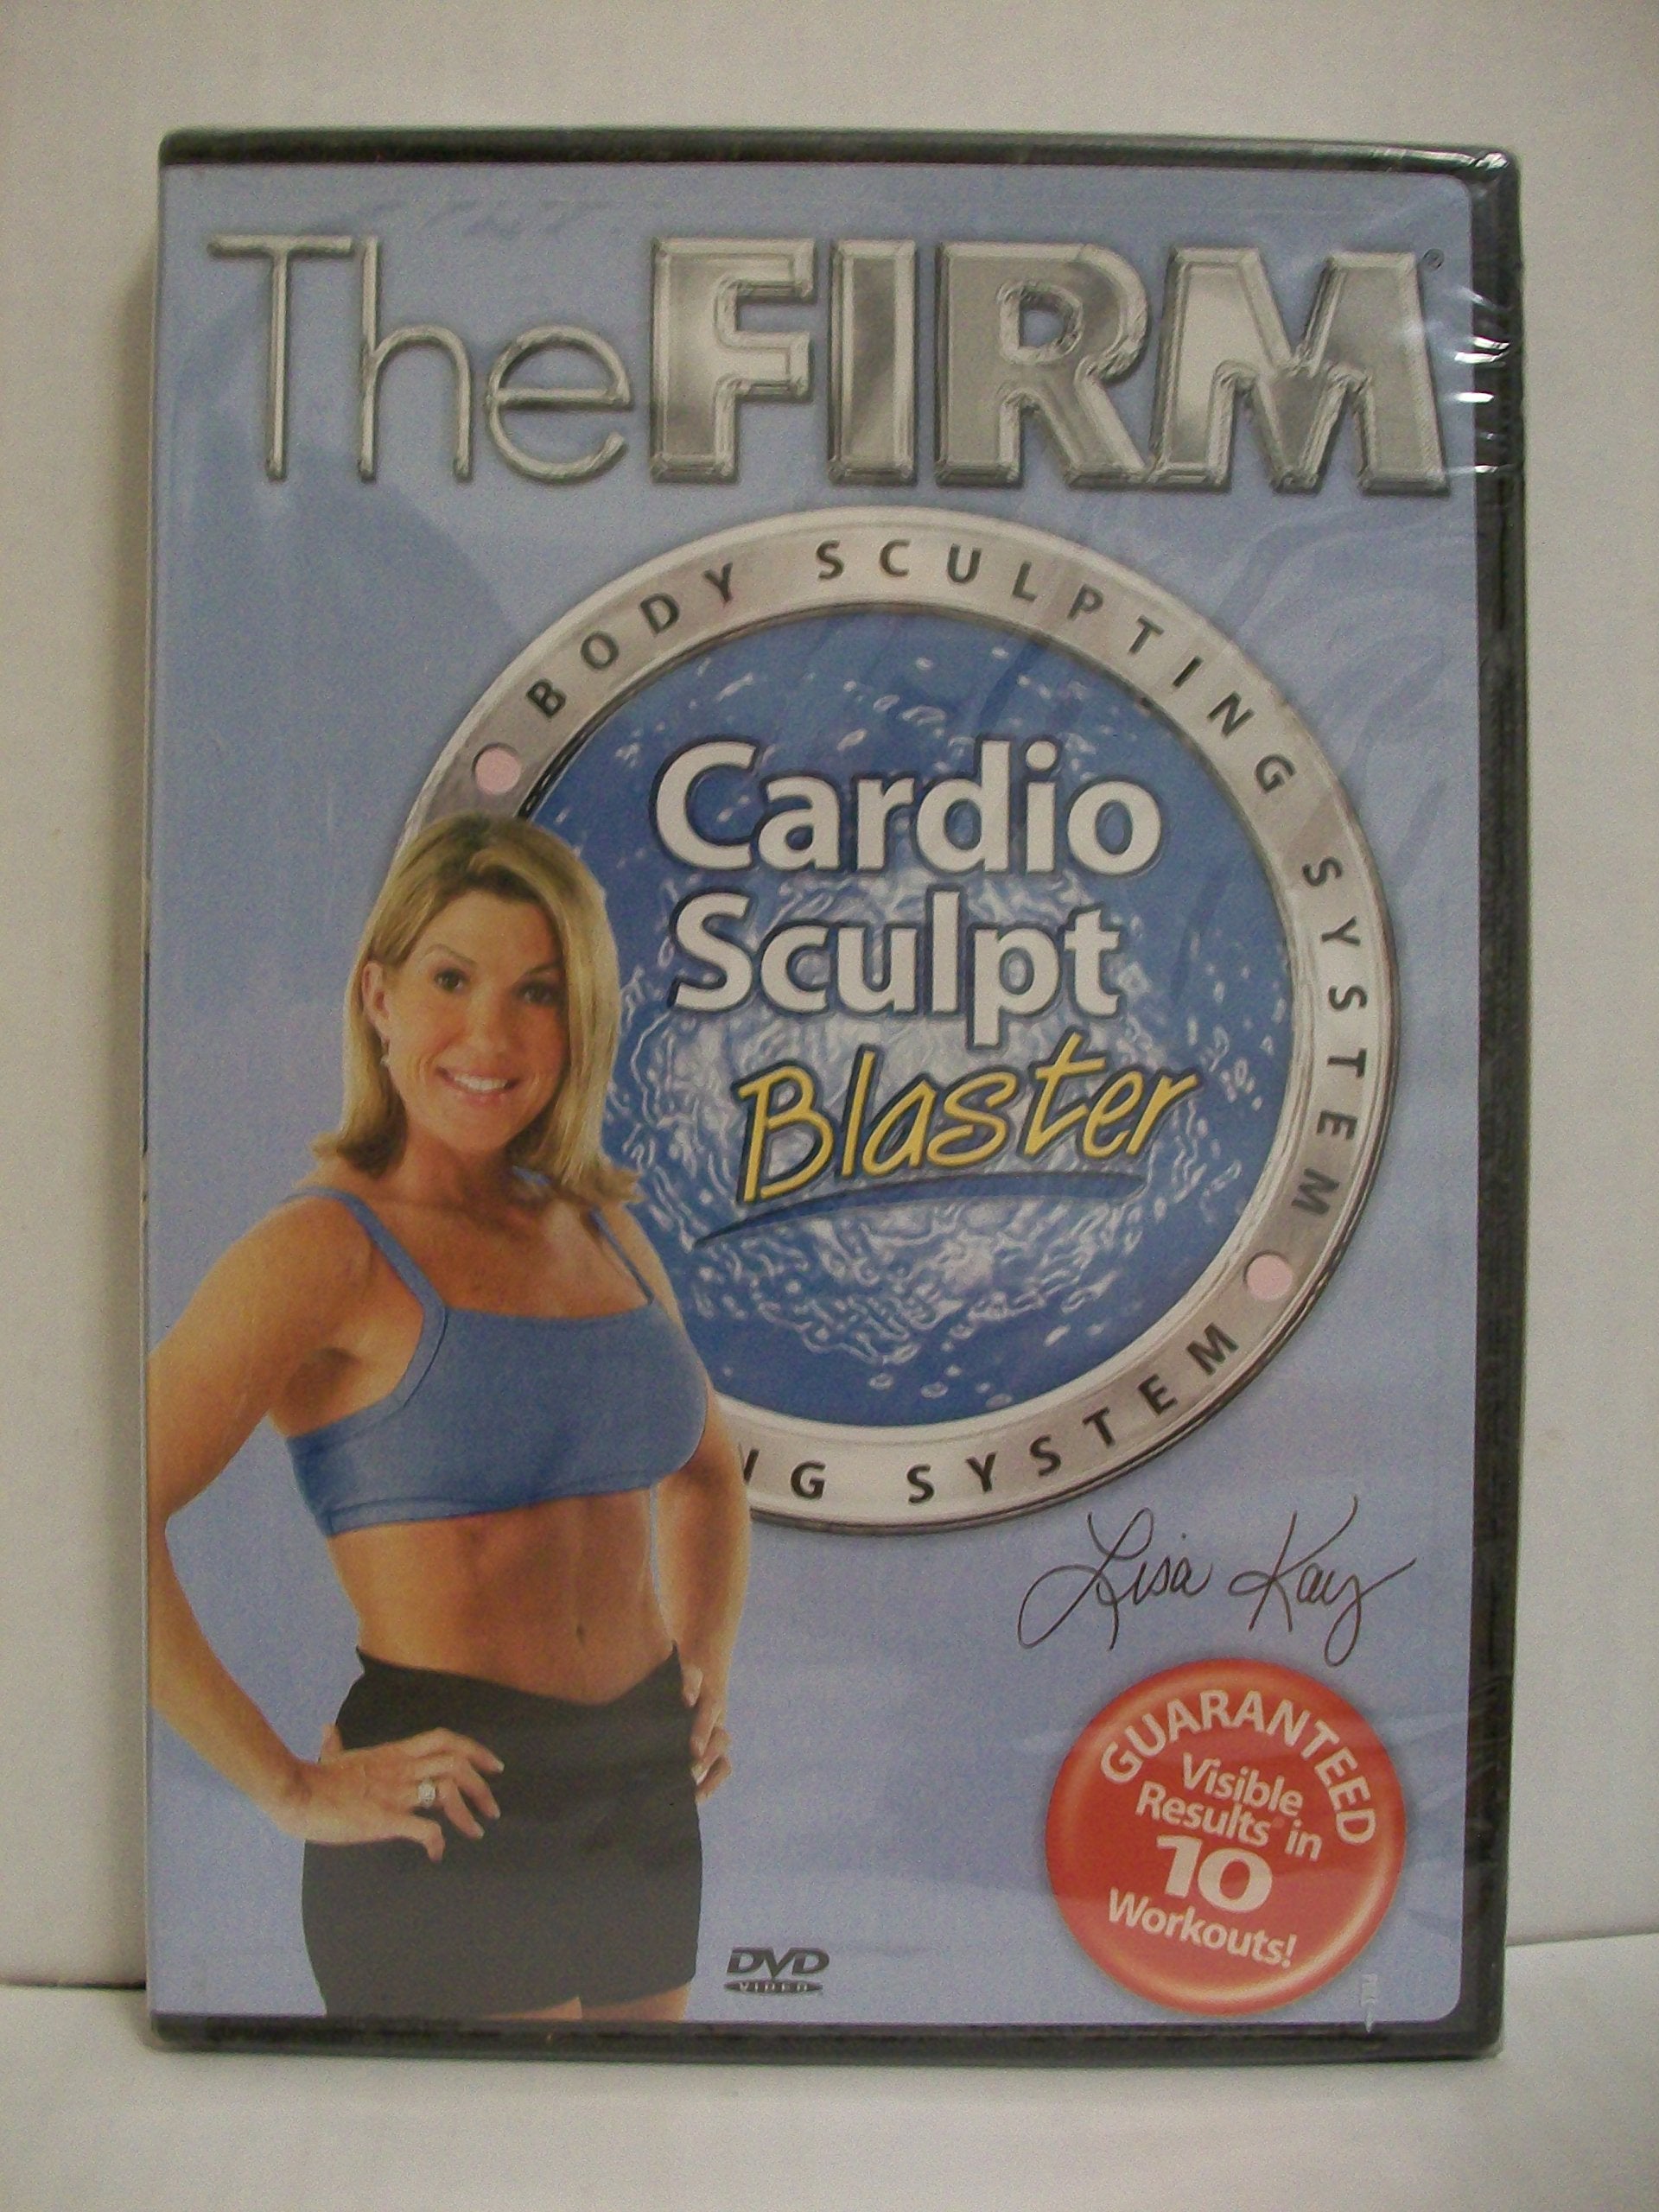 The FIRM®
BODY SCULPTING SYSTEM
Cardio
Sculpt
Blaster
NG SYSTEM
Lisa Kay
GUARANTEED
Visible
Results* in
10
Workouts!
DVD
VIDEO